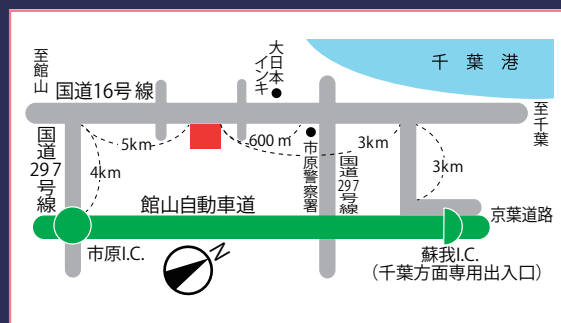 至館山
国道16号線
大日本
インキ
千葉港
至千葉
国道297号線
5km
4km
600m
市原警察署
国道297号線
3km
3km
館山自動車道
京葉道路
市原I.C.
N
蘇我I.C.
（千葉方面専用出入口）